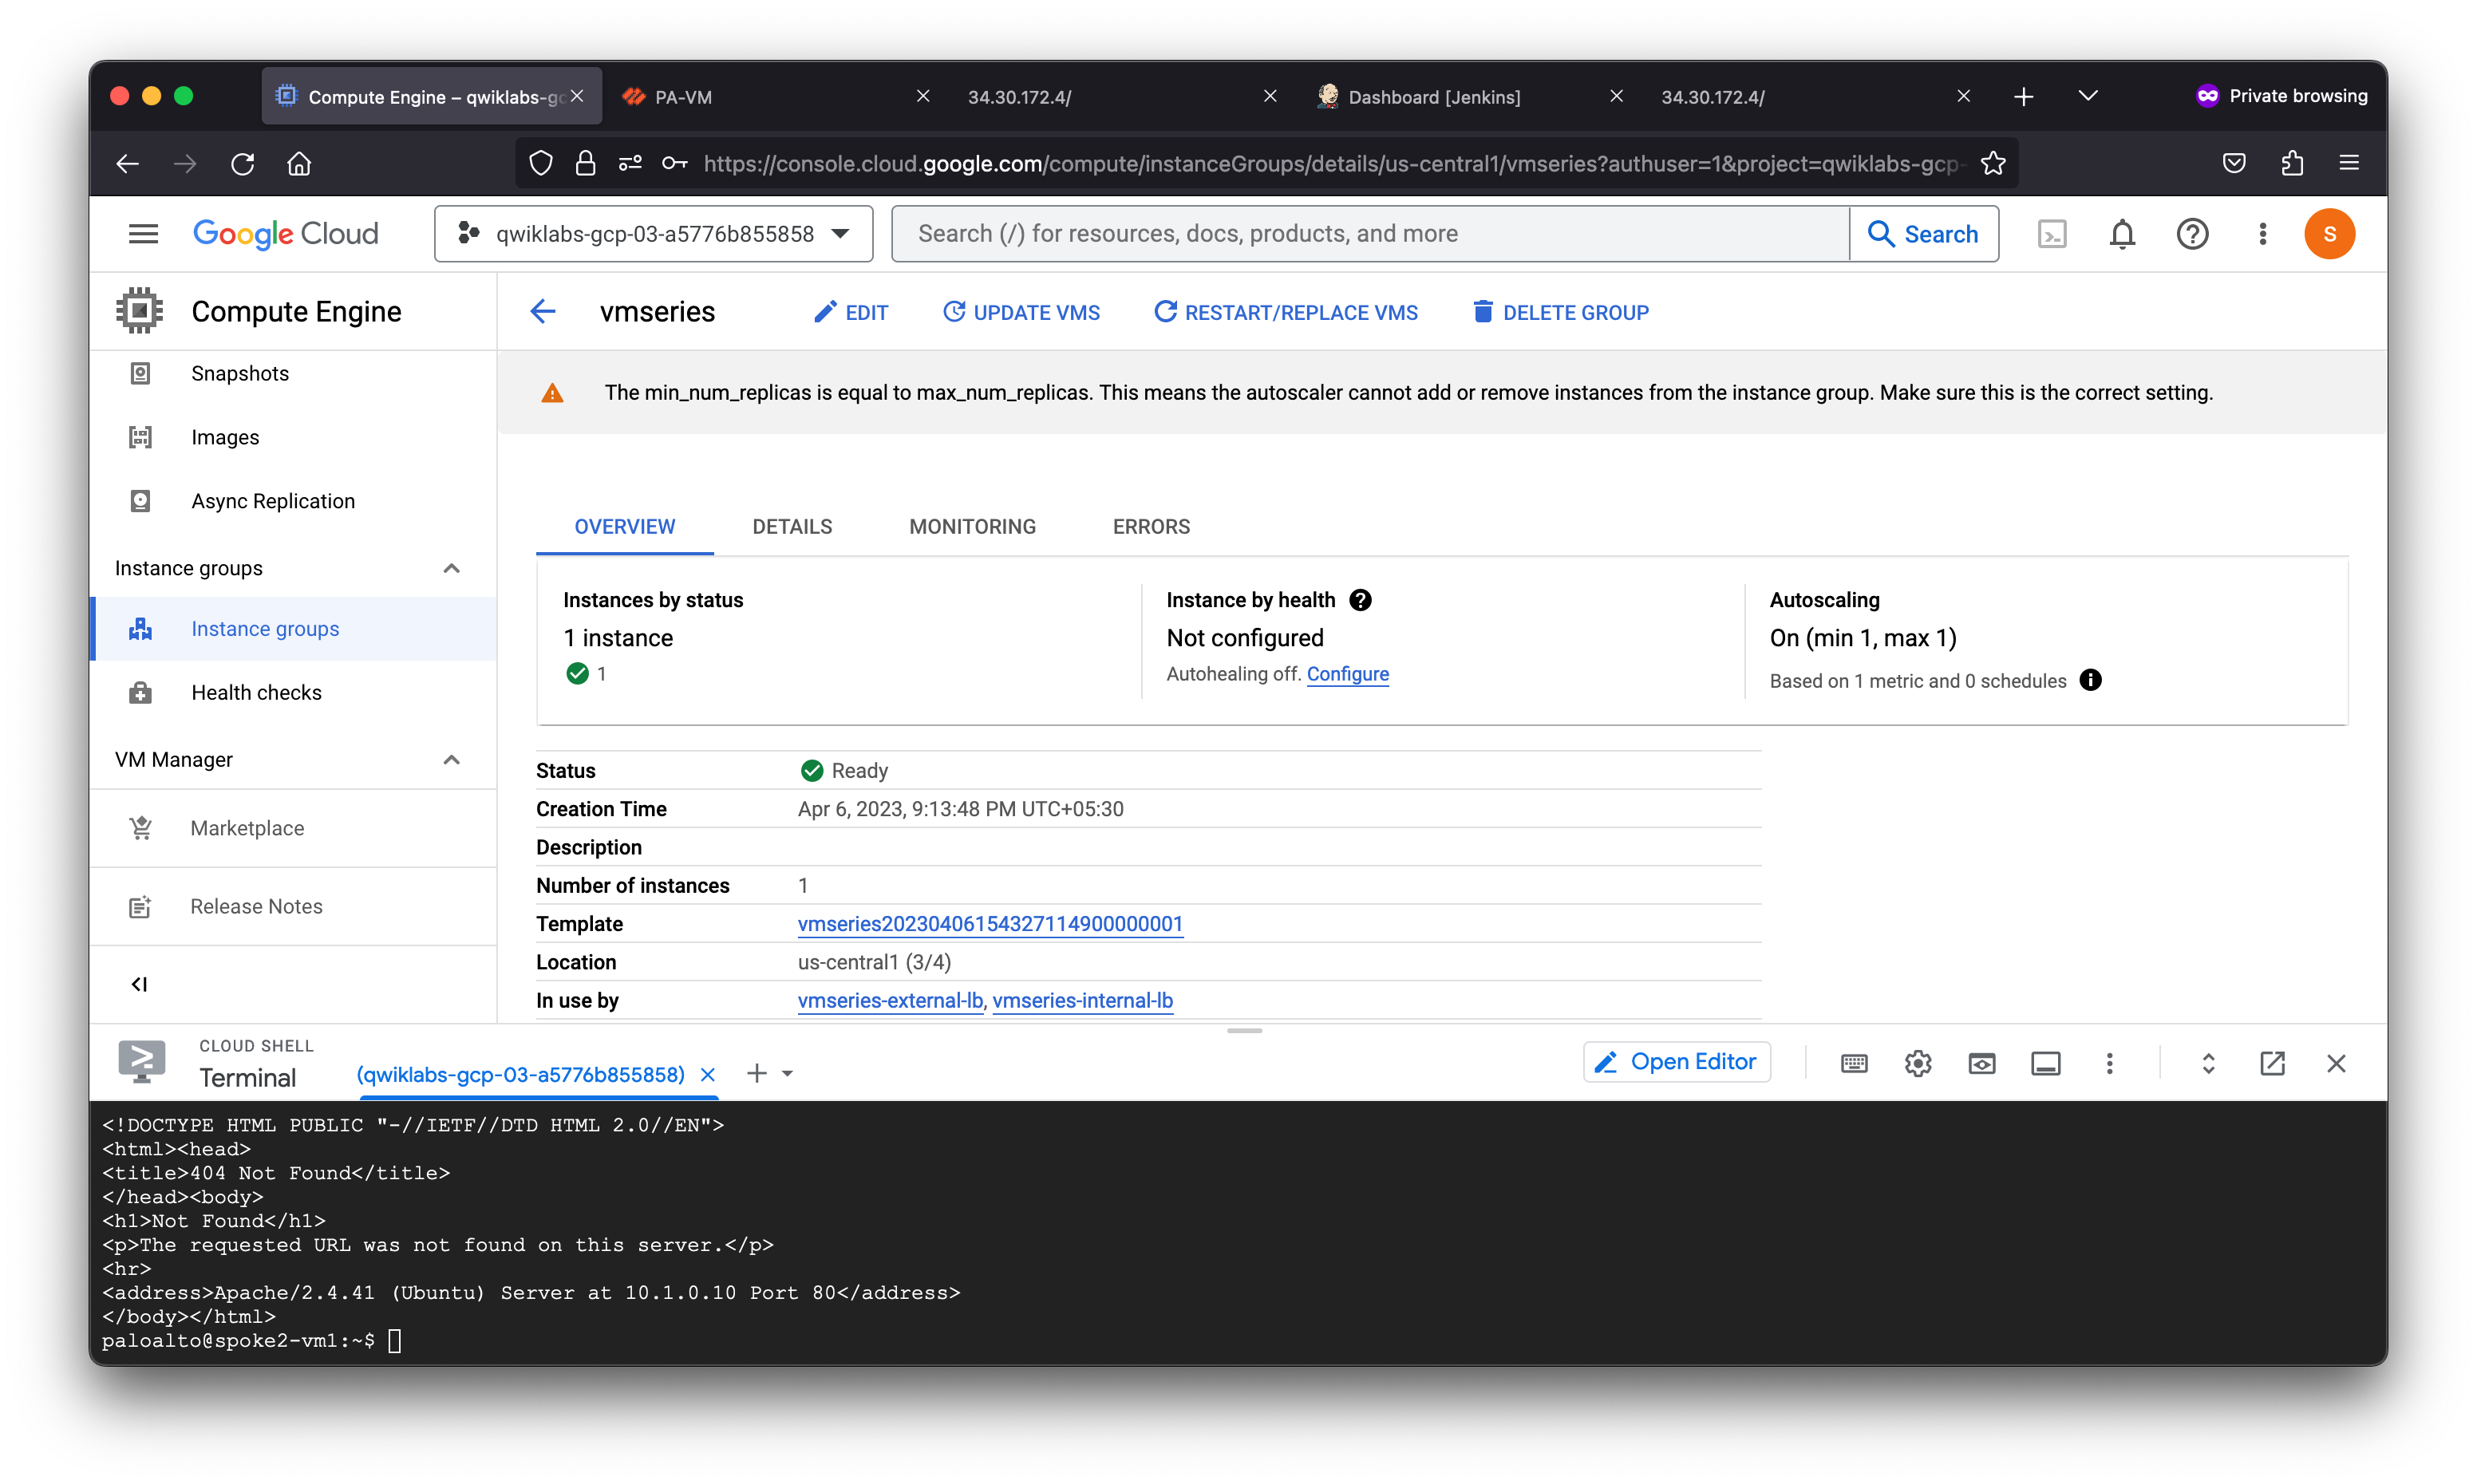 Compute Engine – qwiklabs-gc
PA-VM
34.30.172.4/
Dashboard [Jenkins]
34.30.172.4/
Private browsing
https://console.cloud.google.com/compute/instanceGroups/details/us-central1/vmseries?authuser=1&project=qwiklabs-gcp-
Google Cloud
qwiklabs-gcp-03-a5776b855858
Search (/) for resources, docs, products, and more
Search
S
Compute Engine
vmseries
EDIT
UPDATE VMS
RESTART/REPLACE VMS
DELETE GROUP
Snapshots
Images
Async Replication
Instance groups
Instance groups
Health checks
VM Manager
Marketplace
Release Notes
The min_num_replicas is equal to max_num_replicas. This means the autoscaler cannot add or remove instances from the instance group. Make sure this is the correct setting.
OVERVIEW
DETAILS
MONITORING
ERRORS
Instances by status
1 instance
1
Instance by health
Not configured
Autohealing off. Configure
Autoscaling
On (min 1, max 1)
Based on 1 metric and 0 schedules
Status Ready
Creation Time Apr 6, 2023, 9:13:48 PM UTC+05:30
Description
Number of instances 1
Template vmseries20230406154327114900000001
Location us-central1 (3/4)
In use by vmseries-external-lb, vmseries-internal-lb
CLOUD SHELL
Terminal
(qwiklabs-gcp-03-a5776b855858)
Open Editor
<!DOCTYPE HTML PUBLIC "-//IETF//DTD HTML 2.0//EN">
<html><head>
<title>404 Not Found</title>
</head><body>
<h1>Not Found</h1>
<p>The requested URL was not found on this server.</p>
<hr>
<address>Apache/2.4.41 (Ubuntu) Server at 10.1.0.10 Port 80</address>
</body></html>
paloalto@spoke2-vm1:~$